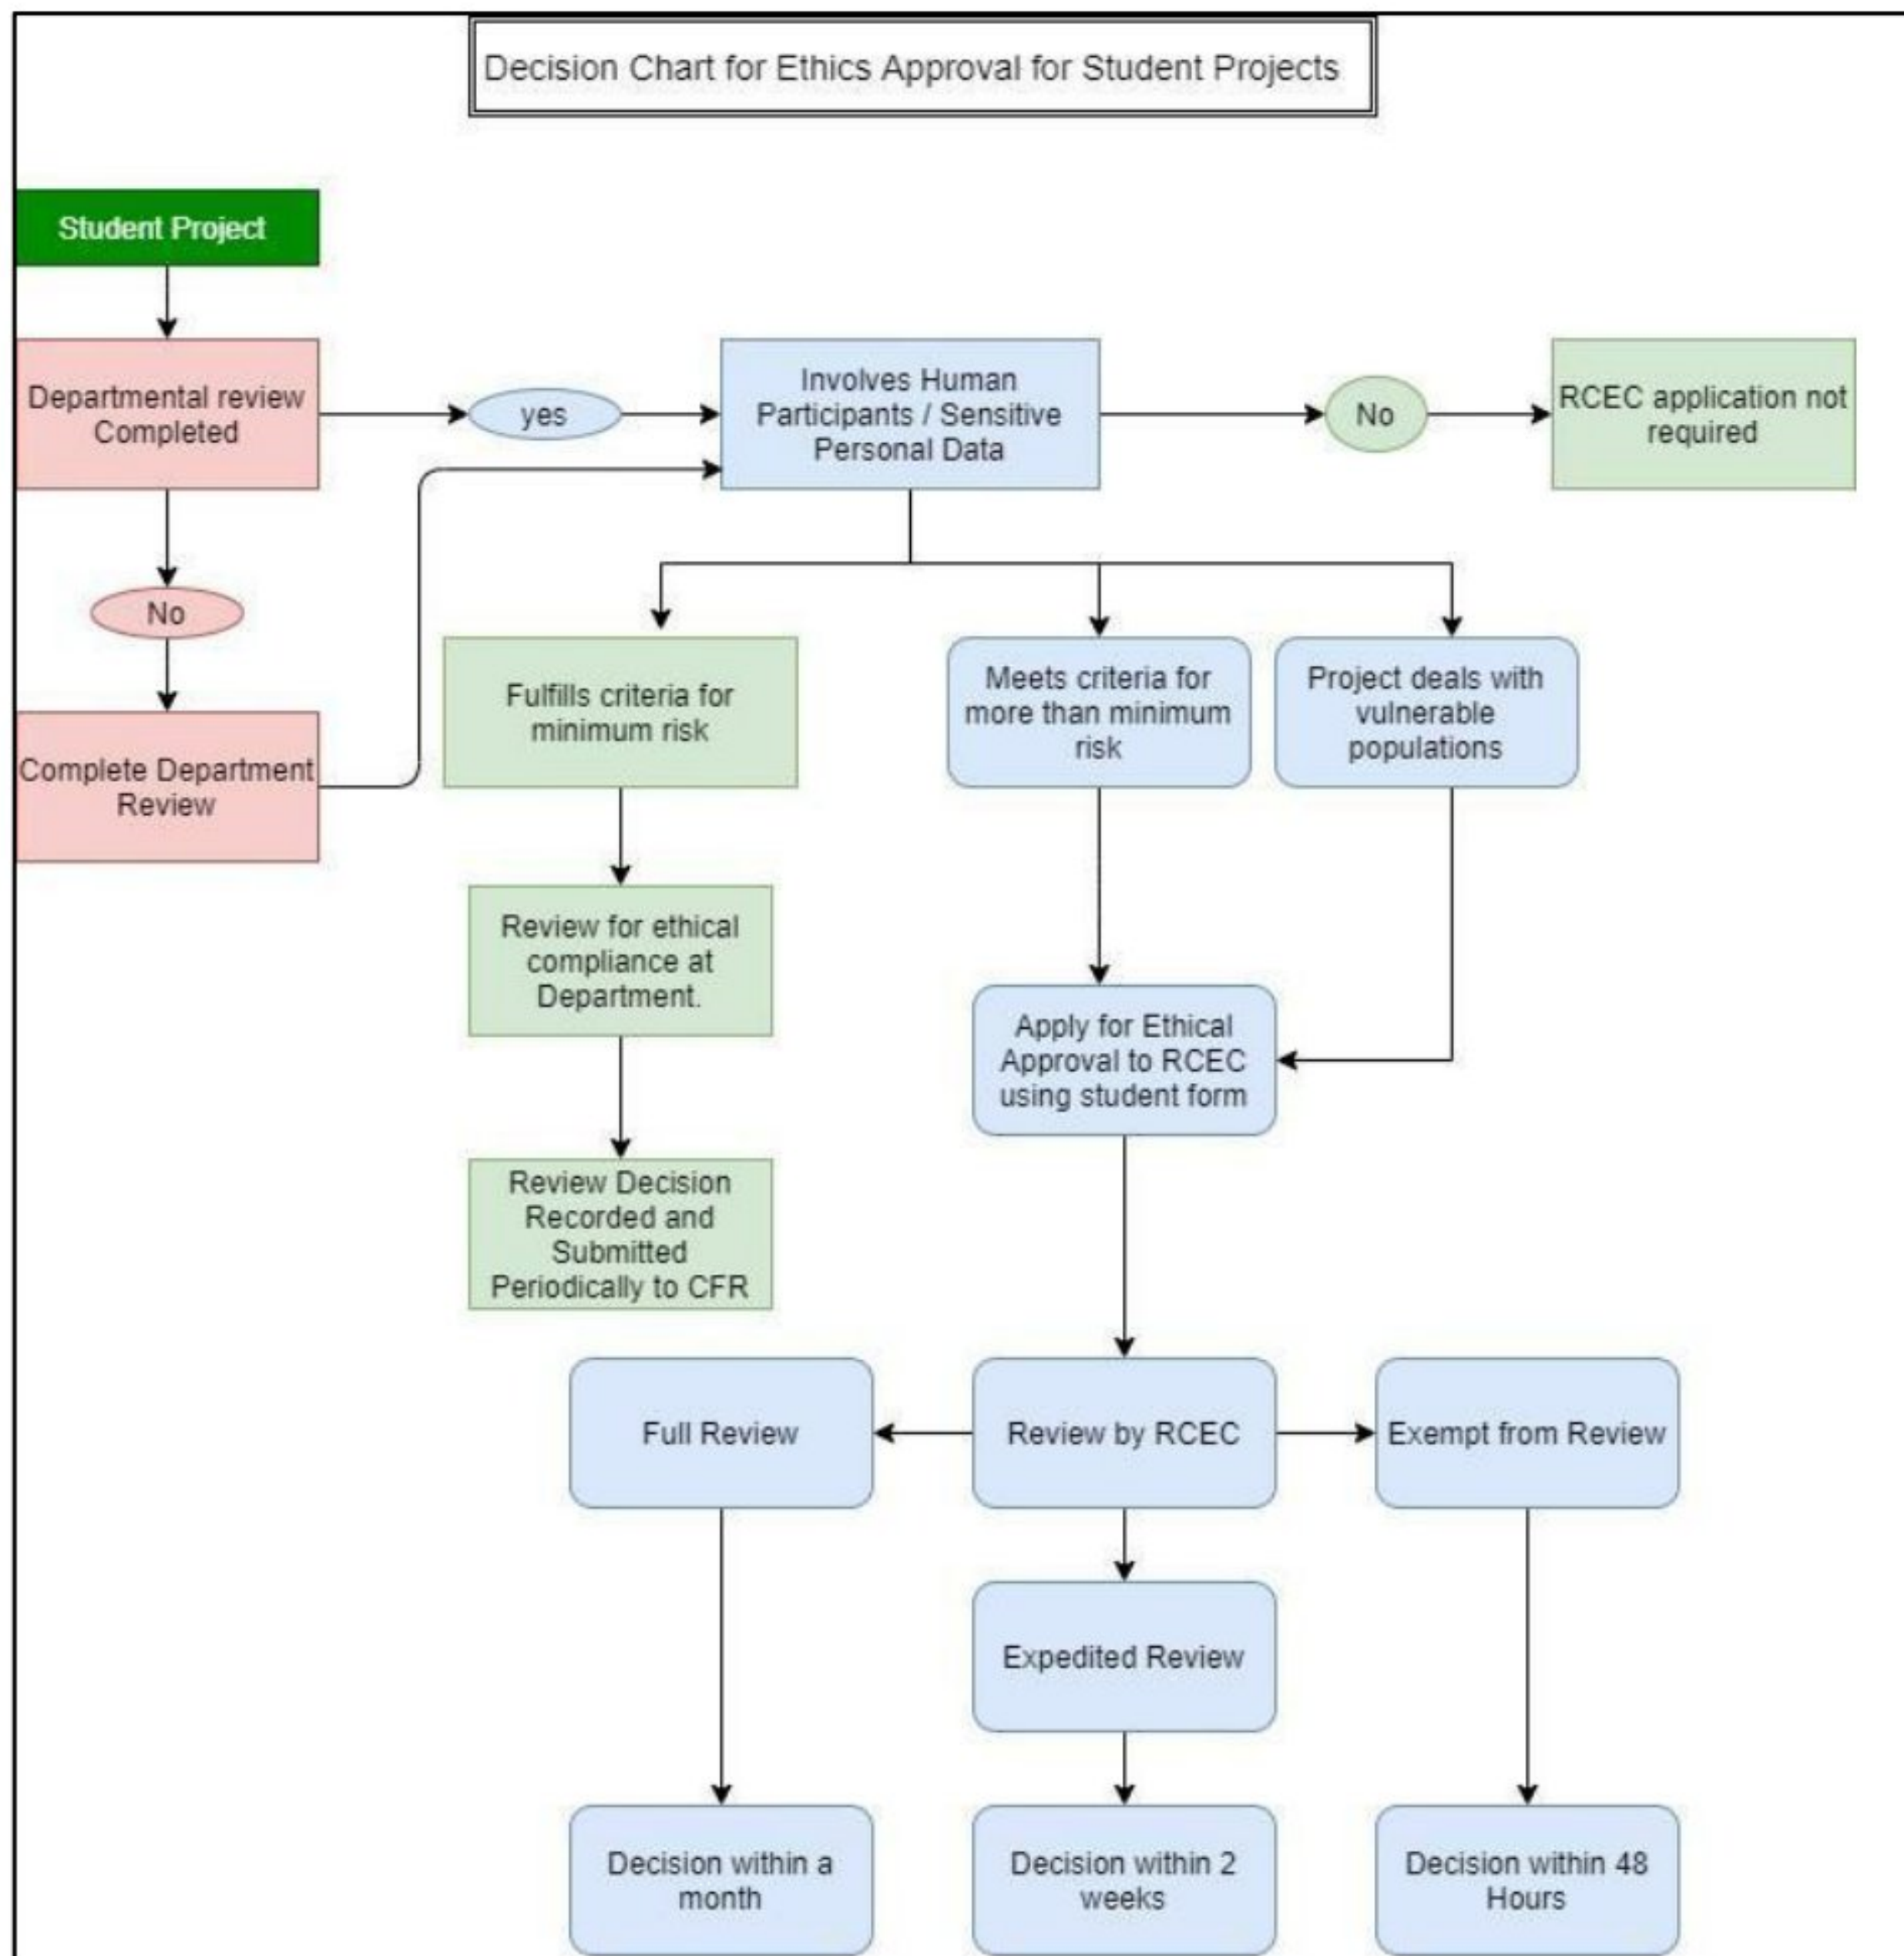 Decision Chart for Ethics Approval for Student Projects
Student Project
Departmental review
Completed
yes
Involves Human
Participants / Sensitive
Personal Data
No
RCEC application not
required
No
Complete Department
Review
Fulfills criteria for
minimum risk
Meets criteria for
more than minimum
risk
Project deals with
vulnerable
populations
Review for ethical
compliance at
Department.
Apply for Ethical
Approval to RCEC
using student form
Review Decision
Recorded and
Submitted
Periodically to CFR
Full Review
Review by RCEC
Exempt from Review
Expedited Review
Decision within a
month
Decision within 2
weeks
Decision within 48
Hours